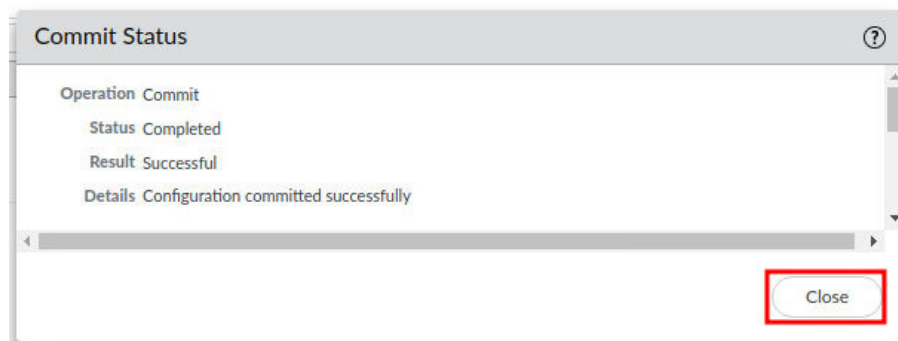 Commit Status
Operation Commit
Status Completed
Result Successful
Details Configuration committed successfully
Close